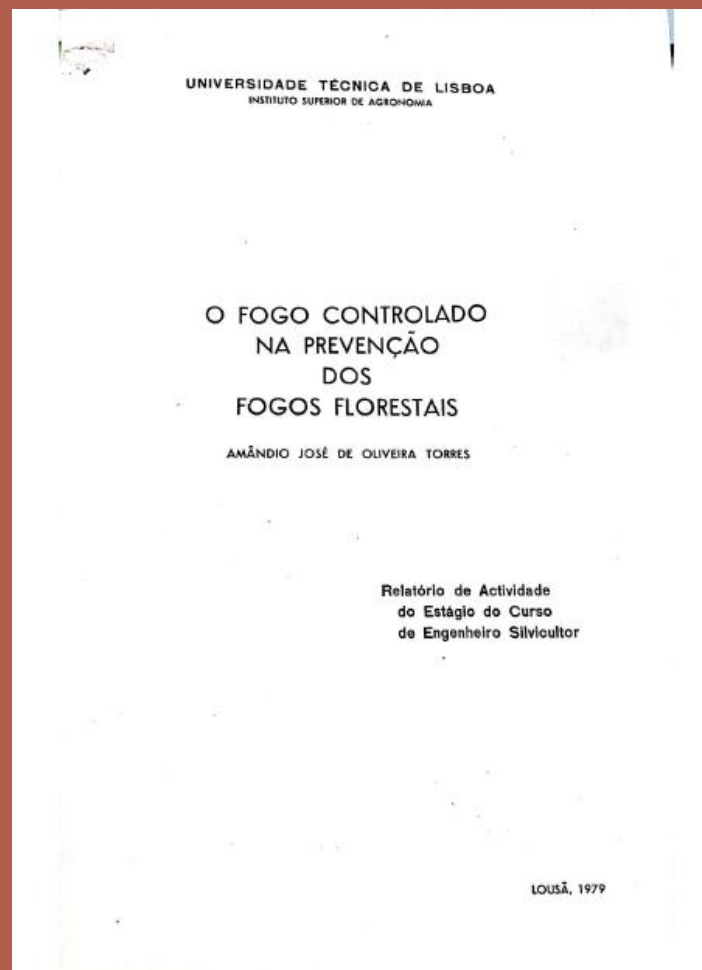 UNIVERSIDADE TÉCNICA DE LISBOA
INSTITUTO SUPERIOR DE AGRONOMIA
O FOGO CONTROLADO
NA PREVENÇÃO
DOS
FOGOS FLORESTAIS
AMÂNDIO JOSÉ DE OLIVEIRA TORRES
Relatório de Actividade
do Estágio do Curso
de Engenheiro Silvicultor
LOUSÃ, 1979